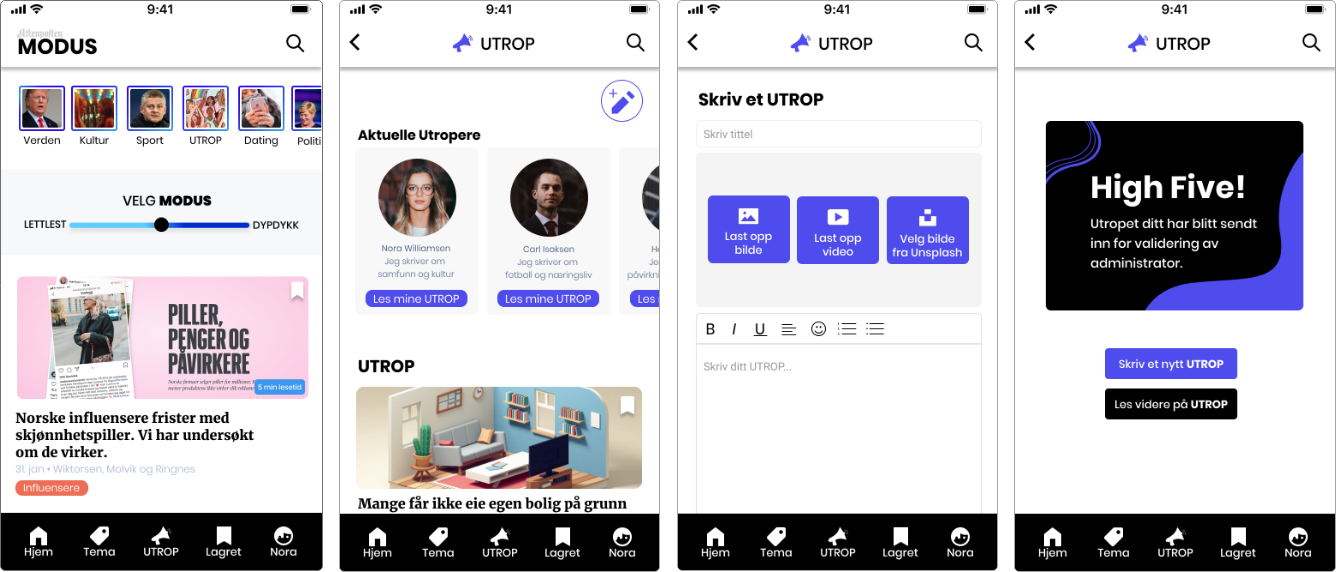 9:41
Aftenposten
MODUS
Verden
Kultur
Sport
UTROP
Dating
Politi
VELG MODUS
LETTLEST
DYPDYKK
PILLER,
PENGER OG
PÅVIRKERE
Norske firmaer selger piller for millioner.
5 min lesetid
Norske influensere frister med
skjønnhetspiller. Vi har undersøkt
om de virker.
31. jan • Wiktorsen, Molvik og Ringnes
Influensere
Hjem
Tema
UTROP
Lagret
Nora
9:41
UTROP
Aktuelle Utropere
Nora Williamsen
Jeg skriver om
samfunn og kultur
Les mine UTROP
Carl Isaksen
Jeg skriver om
fotball og næringsliv
Les mine UTROP
He
Je
påvirkni
Les
UTROP
Mange får ikke eie egen bolig på grunn
Hjem
Tema
UTROP
Lagret
Nora
9:41
UTROP
Skriv et UTROP
Skriv tittel
Last opp
bilde
Last opp
video
Velg bilde
fra Unsplash
B I U
Skriv ditt UTROP...
Hjem
Tema
UTROP
Lagret
Nora
9:41
UTROP
High Five!
Utropet ditt har blitt sendt
inn for validering av
administrator.
Skriv et nytt UTROP
Les videre på UTROP
Hjem
Tema
UTROP
Lagret
Nora